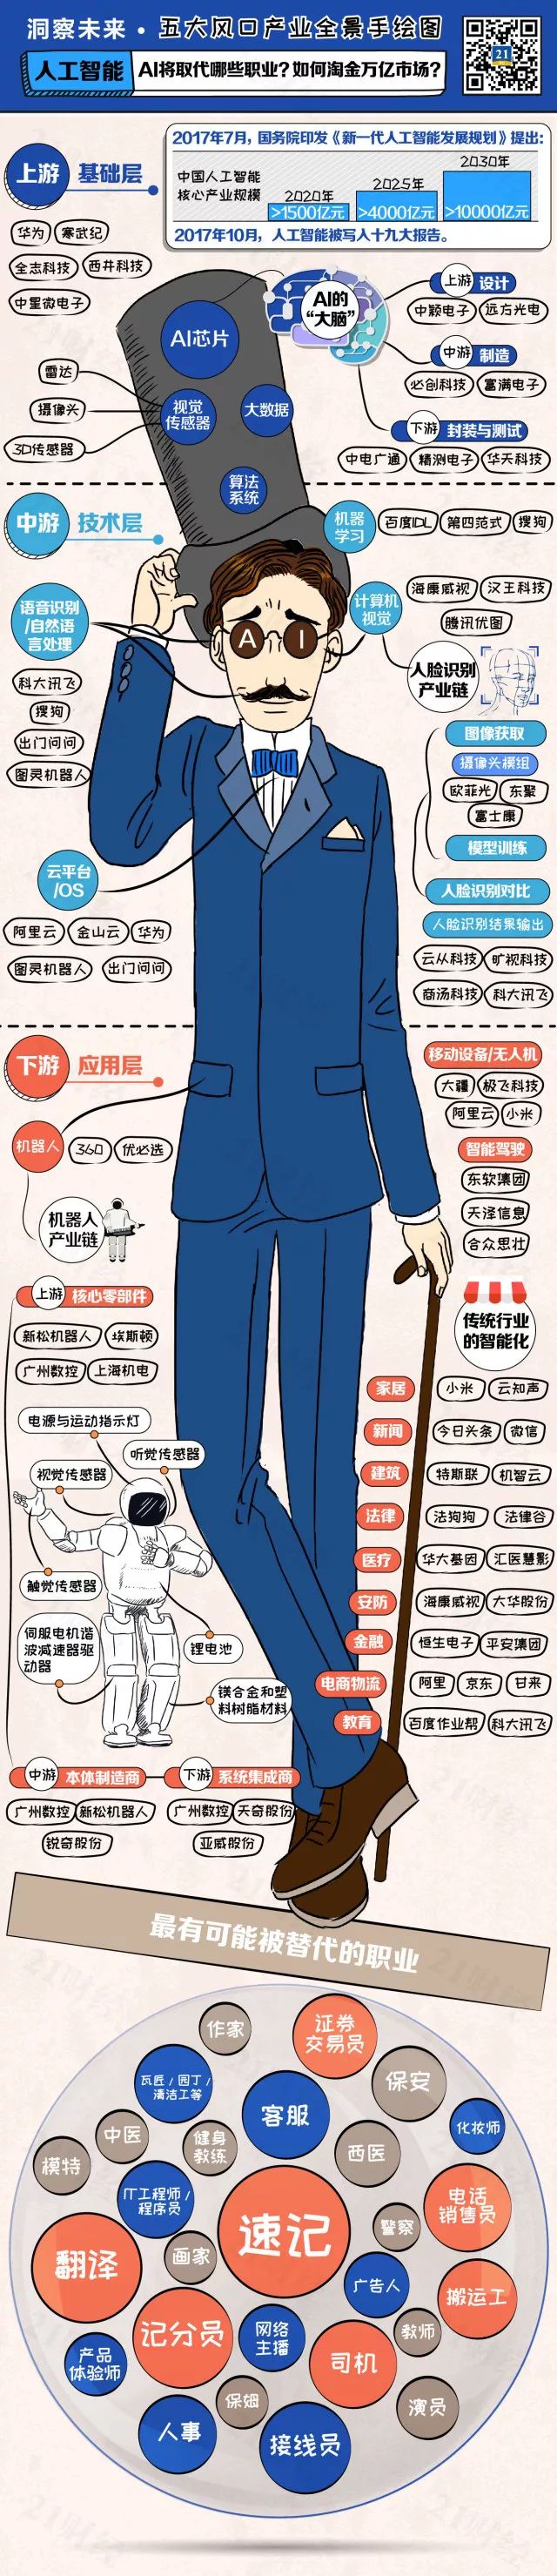 洞察未来·五大风口产业全景手绘图
人工智能
AI将取代哪些职业?如何淘金万亿市场?
21
2017年7月,国务院印发《新一代人工智能发展规划》提出:
中国人工智能
核心产业规模
2020年
>1500亿元
2025年
>4000亿元
2030年
>10000亿元
2017年10月,人工智能被写入十九大报告。
上游 基础层
华为 寒武纪
全志科技 西井科技
中星微电子
AI芯片
雷达
摄像头
3D传感器
视觉
传感器
大数据
算法
系统
AI的
“大脑”
上游 设计
中颖电子 远方光电
中游 制造
必创科技 富满电子
下游 封装与测试
中电广通 精测电子 华天科技
中游 技术层
机器
学习
百度IDL 第四范式 搜狗
语音识别
/自然语
言处理
科大讯飞
搜狗
出门问问
图灵机器人
A I
计算机
视觉
海康威视 汉王科技
腾讯优图
人脸识别
产业链
图像获取
摄像头模组
欧菲光 东聚
富士康
模型训练
人脸识别对比
人脸识别结果输出
云从科技 旷视科技
商汤科技 科大讯飞
云平台
/OS
阿里云 金山云 华为
图灵机器人 出门问问
下游 应用层
机器人
360 优必选
机器人
产业链
上游 核心零部件
新松机器人 埃斯顿
广州数控 上海机电
电源与运动指示灯
听觉传感器
视觉传感器
触觉传感器
伺服电机谐
波减速器驱
动器
锂电池
镁合金和塑
料树脂材料
中游 本体制造商
广州数控 新松机器人
锐奇股份
下游 系统集成商
广州数控 天奇股份
亚威股份
移动设备/无人机
大疆 极飞科技
阿里云 小米
智能驾驶
东软集团
天泽信息
合众思壮
传统行业
的智能化
家居 小米 云知声
新闻 今日头条 微信
建筑 特斯联 机智云
法律 法狗狗 法律谷
医疗 华大基因 汇医慧影
安防 海康威视 大华股份
金融 恒生电子 平安集团
电商物流 阿里 京东 甘来
教育 百度作业帮 科大讯飞
最有可能被替代的职业
作家
证券
交易员
瓦匠/园丁/
清洁工等
客服
保安
化妆师
中医
健身
教练
西医
模特
IT工程师/
程序员
速记
电话
销售员
警察
翻译
画家
广告人
搬运工
记分员
网络
主播
教师
产品
体验师
司机
保姆
演员
人事
接线员
21财经